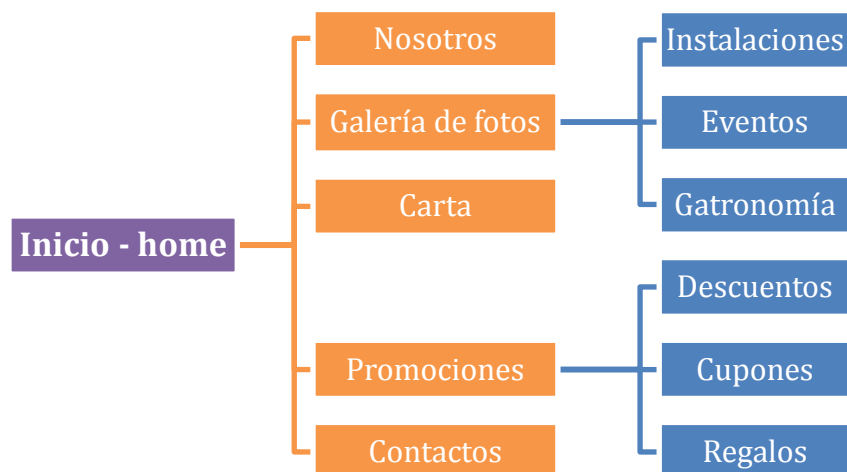 Inicio - home
Nosotros
Galería de fotos
Instalaciones
Eventos
Gatronomía
Carta
Promociones
Descuentos
Cupones
Regalos
Contactos